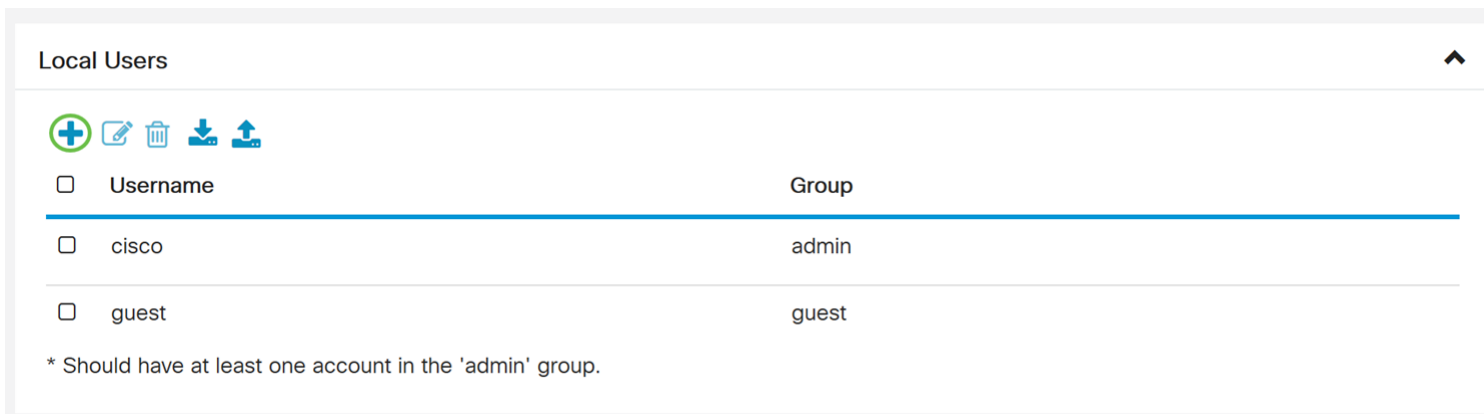 Local Users
Username Group
cisco admin
guest guest
* Should have at least one account in the 'admin' group.